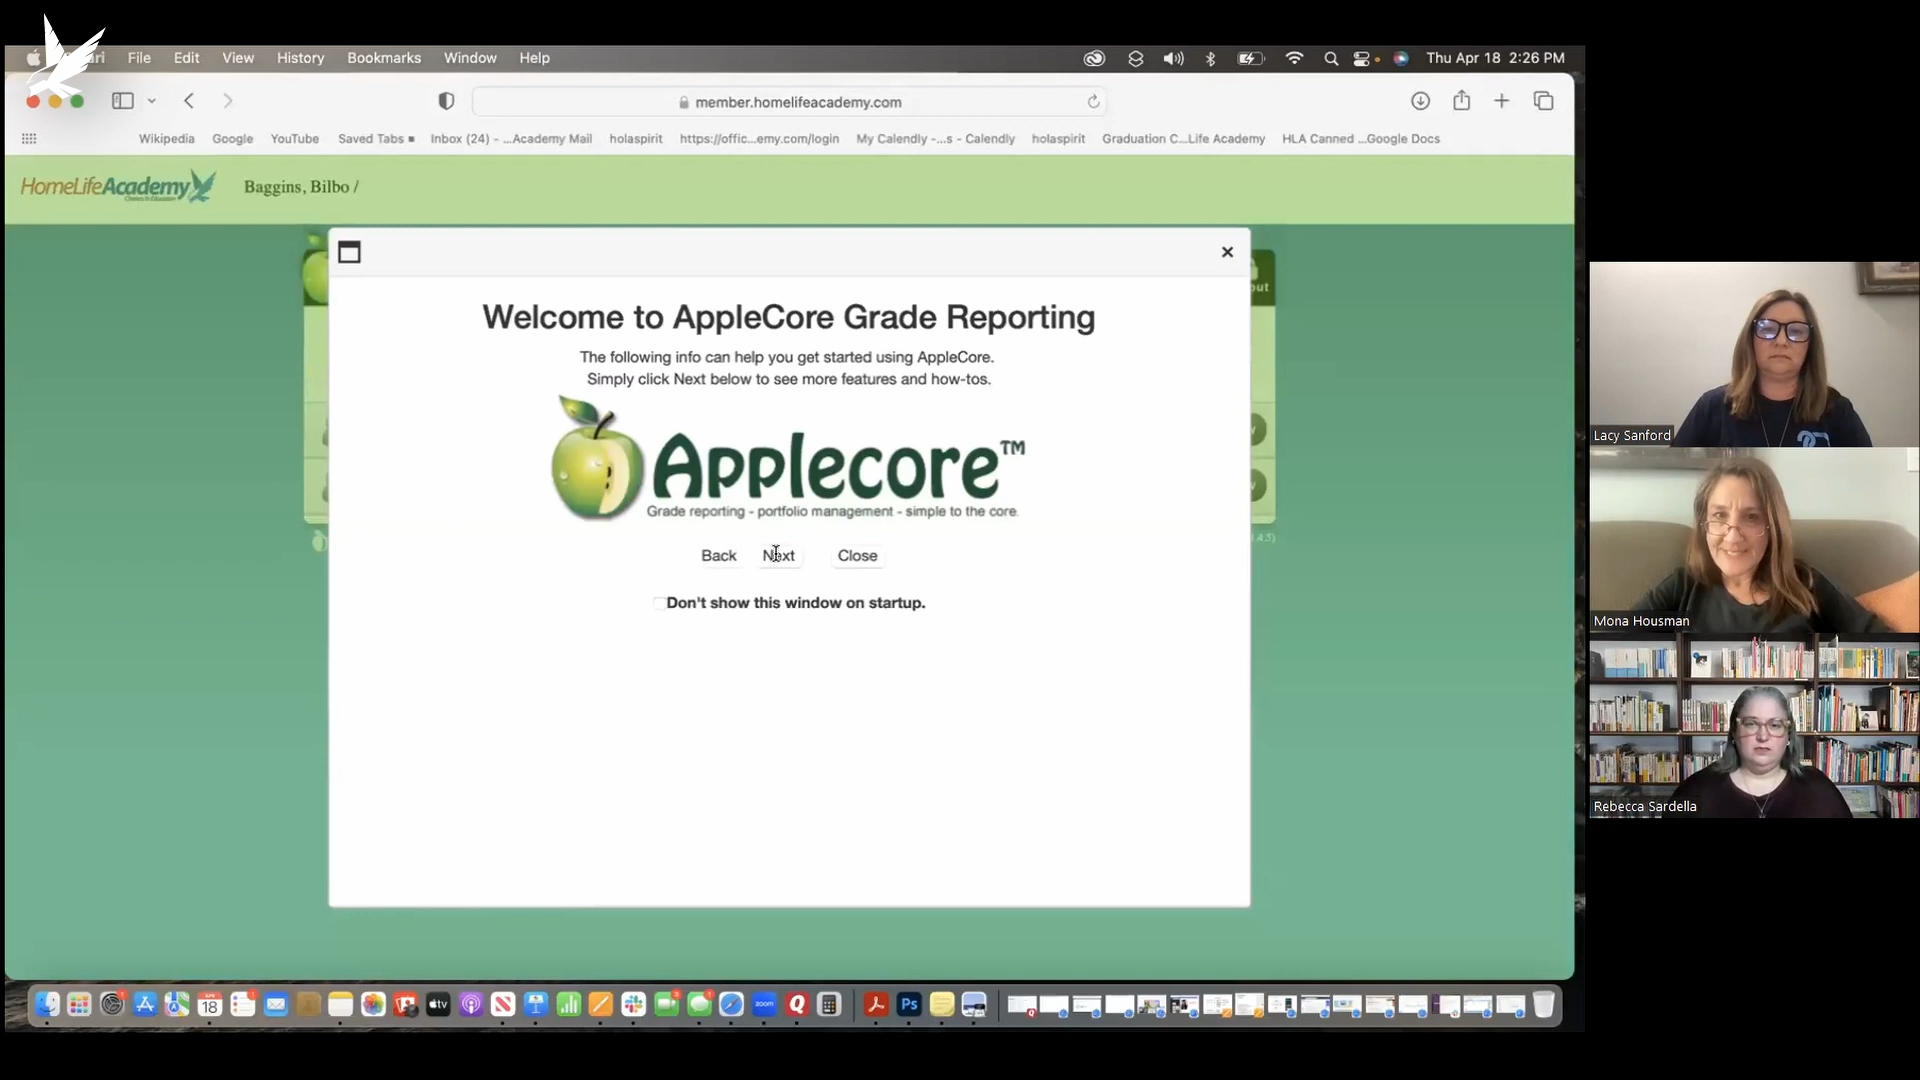 File Edit View History Bookmarks Window Help
Thu Apr 18 2:26 PM
member.homelifeacademy.com
Wikipedia Google YouTube Saved Tabs Inbox (24) - ...Academy Mail holaspirit https://offic...emy.com/login My Calendly -...s - Calendly holaspirit Graduation C...Life Academy HLA Canned ...Google Docs
HomeLifeAcademy
Baggins, Bilbo /
Welcome to AppleCore Grade Reporting
The following info can help you get started using AppleCore.
Simply click Next below to see more features and how-tos.
Applecore™
Grade reporting - portfolio management - simple to the core.
Back Next Close
Don't show this window on startup.
Lacy Sanford
Mona Housman
Rebecca Sardella
18
tv
zoom
Ps